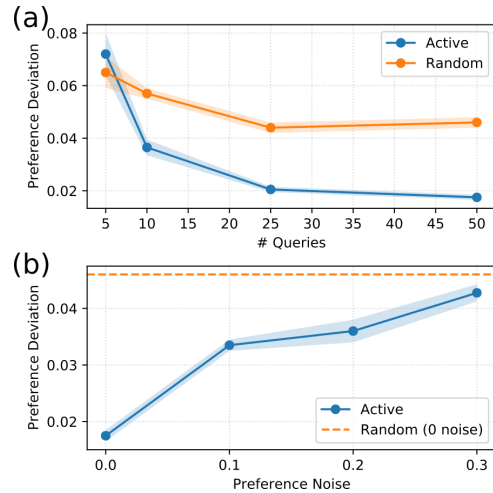 (a)
0.08
0.06
0.04
0.02
Preference Deviation
Active
Random
5 10 15 20 25 30 35 40 45 50
# Queries
(b)
0.04
0.03
0.02
Preference Deviation
Active
Random (0 noise)
0.0 0.1 0.2 0.3
Preference Noise